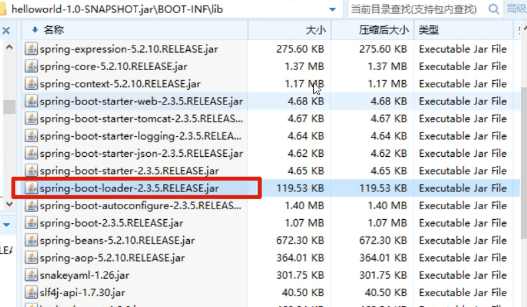 helloworld-1.0-SNAPSHOT.jar\BOOT-INF\lib 当前目录查找(支持包内查找) 高级
名称 大小 压缩后大小 类型
spring-expression-5.2.10.RELEASE.jar 275.60 KB 275.60 KB Executable Jar File
spring-core-5.2.10.RELEASE.jar 1.37 MB 1.37 MB Executable Jar File
spring-context-5.2.10.RELEASE.jar 1.17 MB 1.17 MB Executable Jar File
spring-boot-starter-web-2.3.5.RELEASE.jar 4.68 KB 4.68 KB Executable Jar File
spring-boot-starter-tomcat-2.3.5.RELEAS... 4.67 KB 4.67 KB Executable Jar File
spring-boot-starter-logging-2.3.5.RELEAS... 4.64 KB 4.64 KB Executable Jar File
spring-boot-starter-json-2.3.5.RELEASE.jar 4.62 KB 4.62 KB Executable Jar File
spring-boot-starter-2.3.5.RELEASE.jar 4.65 KB 4.65 KB Executable Jar File
spring-boot-loader-2.3.5.RELEASE.jar 119.53 KB 119.53 KB Executable Jar File
spring-boot-autoconfigure-2.3.5.RELEAS... 1.40 MB 1.40 MB Executable Jar File
spring-boot-2.3.5.RELEASE.jar 1.07 MB 1.07 MB Executable Jar File
spring-beans-5.2.10.RELEASE.jar 672.30 KB 672.30 KB Executable Jar File
spring-aop-5.2.10.RELEASE.jar 364.01 KB 364.01 KB Executable Jar File
snakeyaml-1.26.jar 301.75 KB 301.75 KB Executable Jar File
slf4j-api-1.7.30.jar 40.50 KB 40.50 KB Executable Jar File